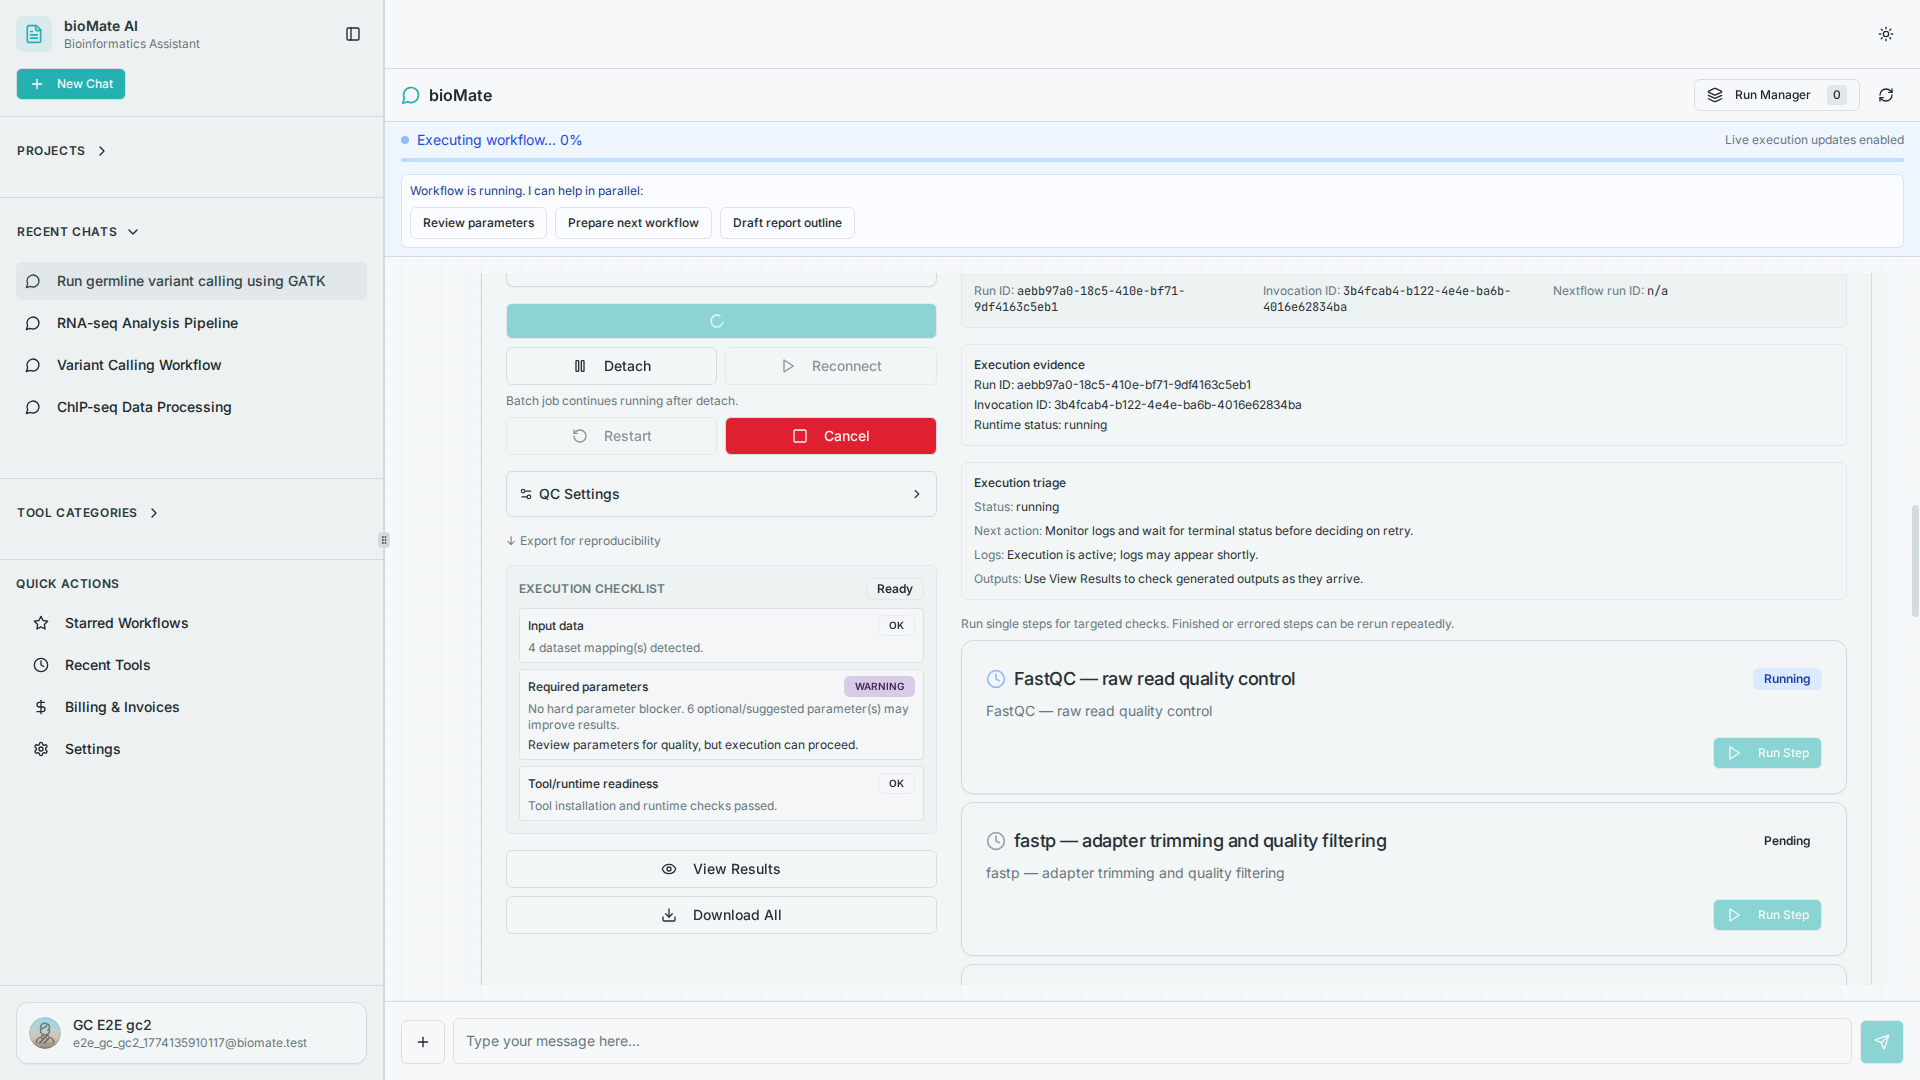 bioMate AI
Bioinformatics Assistant
New Chat
PROJECTS
RECENT CHATS
Run germline variant calling using GATK
RNA-seq Analysis Pipeline
Variant Calling Workflow
ChIP-seq Data Processing
TOOL CATEGORIES
QUICK ACTIONS
Starred Workflows
Recent Tools
Billing & Invoices
Settings
GC E2E gc2
e2e_gc_gc2_1774135910117@biomate.test
bioMate
Run Manager 0
Executing workflow... 0%
Live execution updates enabled
Workflow is running. I can help in parallel:
Review parameters
Prepare next workflow
Draft report outline
Detach
Reconnect
Batch job continues running after detach.
Restart
Cancel
QC Settings
Export for reproducibility
EXECUTION CHECKLIST
Ready
Input data
OK
4 dataset mapping(s) detected.
Required parameters
WARNING
No hard parameter blocker. 6 optional/suggested parameter(s) may
improve results.
Review parameters for quality, but execution can proceed.
Tool/runtime readiness
OK
Tool installation and runtime checks passed.
View Results
Download All
Run ID: aebb97a0-18c5-410e-bf71-
9df4163c5eb1
Invocation ID: 3b4fcab4-b122-4e4e-ba6b-
4016e62834ba
Nextflow run ID: n/a
Execution evidence
Run ID: aebb97a0-18c5-410e-bf71-9df4163c5eb1
Invocation ID: 3b4fcab4-b122-4e4e-ba6b-4016e62834ba
Runtime status: running
Execution triage
Status: running
Next action: Monitor logs and wait for terminal status before deciding on retry.
Logs: Execution is active; logs may appear shortly.
Outputs: Use View Results to check generated outputs as they arrive.
Run single steps for targeted checks. Finished or errored steps can be rerun repeatedly.
FastQC — raw read quality control
Running
FastQC — raw read quality control
Run Step
fastp — adapter trimming and quality filtering
Pending
fastp — adapter trimming and quality filtering
Run Step
Type your message here...